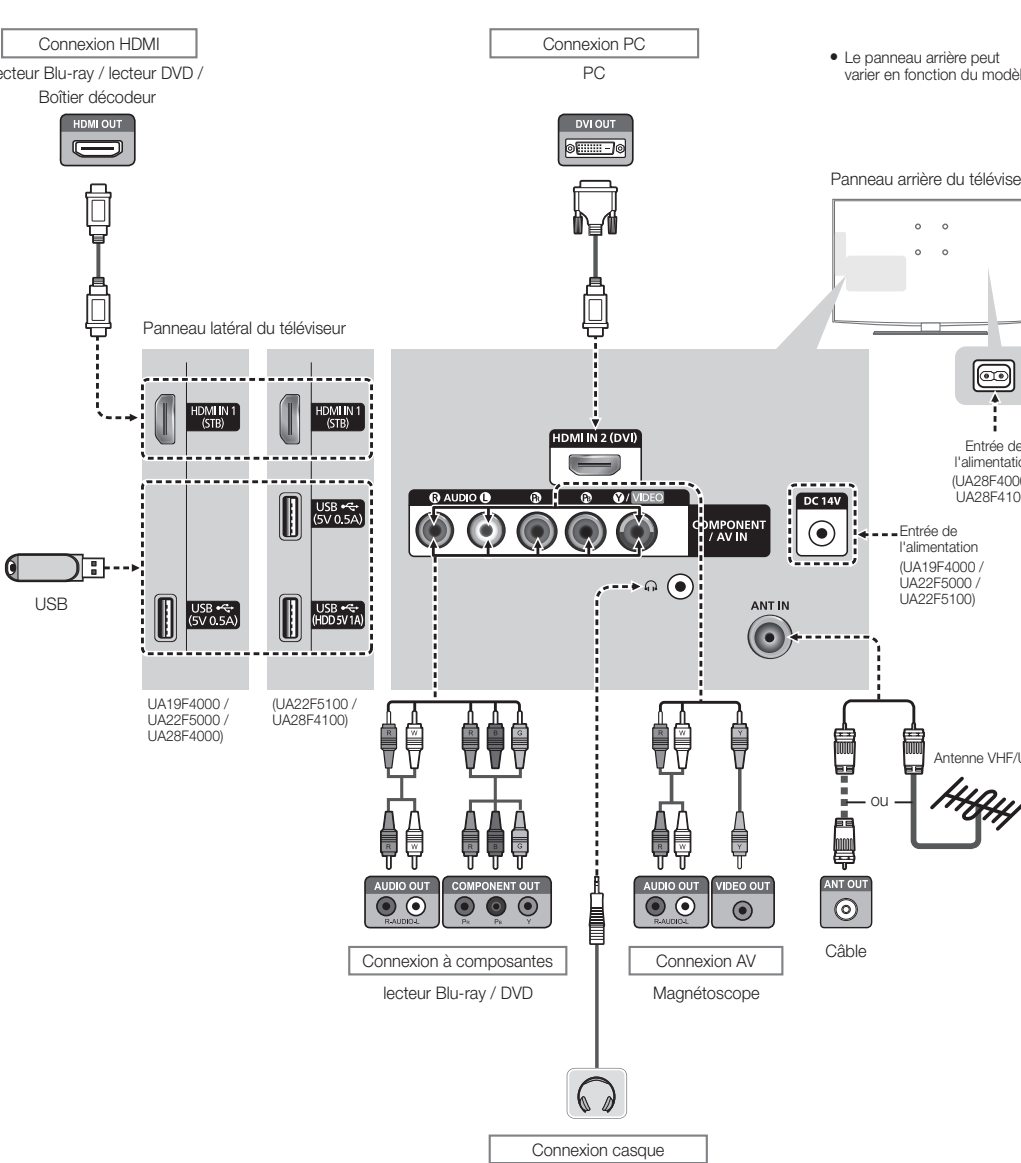 Connexion HDMI
Connexion PC
lecteur Blu-ray / lecteur DVD /
Boîtier décodeur
PC
• Le panneau arrière peut
varier en fonction du
HDMI OUT
DVI OUT
Panneau arrière du
Panneau latéral du téléviseur
HDMI IN 1
(STB)
HDMI IN 1
(STB)
HDMI IN 2 (DVI)
Entrée de
(UA28F4000
UA28F410
R AUDIO L
PR
PB
Y / VIDEO
COMPONENT
/ AV IN
DC 14V
Entrée de
l'alimentation
(UA19F4000 /
UA22F5000 /
UA22F5100)
USB
(5V 0.5A)
USB
USB
(5V 0.5A)
USB
(HDD 5V 1A)
ANT IN
UA19F4000 /
UA22F5000 /
UA28F4000)
(UA22F5100 /
UA28F4100)
R
W
R
B
G
R
W
Y
Antenne VHF/U
ou
R
W
R
B
G
R
W
Y
AUDIO OUT
R-AUDIO-L
COMPONENT OUT
PR
PB
Y
AUDIO OUT
R-AUDIO-L
VIDEO OUT
ANT OUT
Câble
Connexion à composantes
lecteur Blu-ray / DVD
Connexion AV
Magnétoscope
Connexion casque